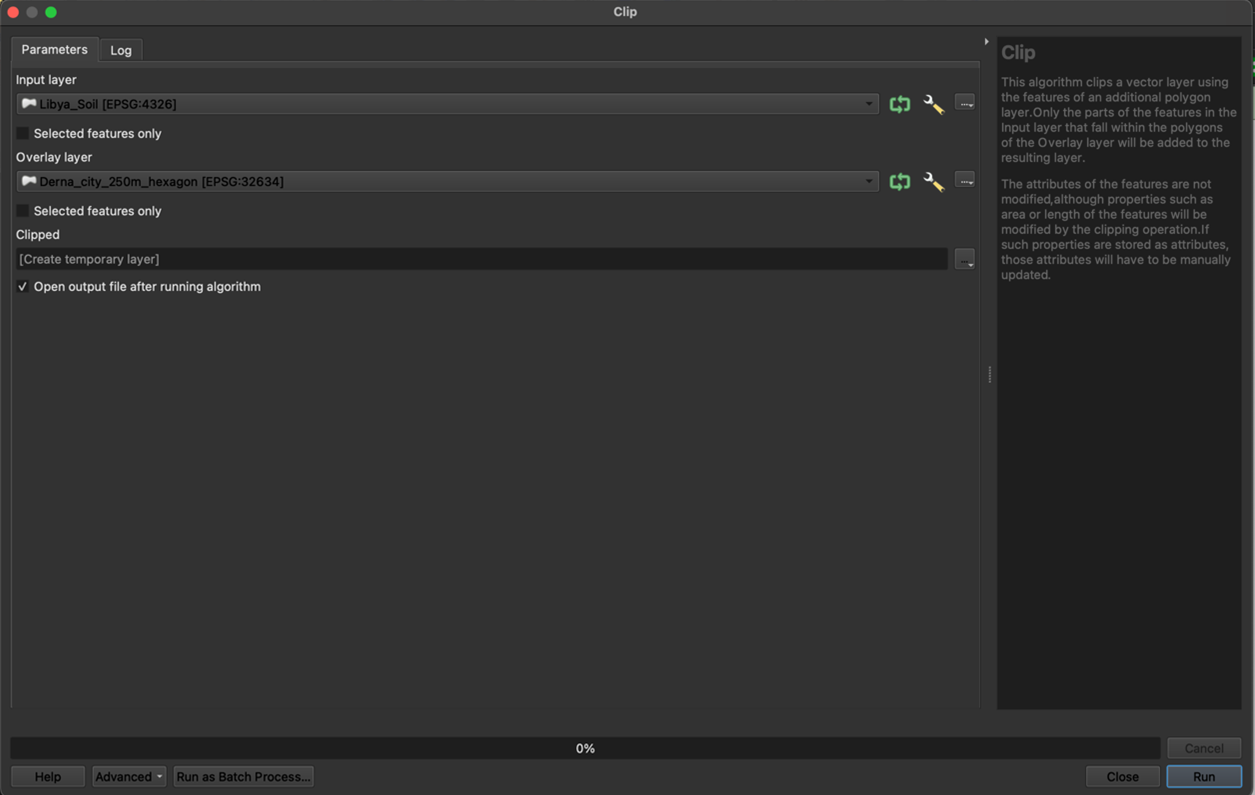 Clip
Parameters
Log
Input layer
Libya_Soil [EPSG:4326]
Selected features only
Overlay layer
Derna_city_250m_hexagon [EPSG:32634]
Selected features only
Clipped
[Create temporary layer]
✓ Open output file after running algorithm
Clip
This algorithm clips a vector layer using
the features of an additional polygon
layer.Only the parts of the features in the
Input layer that fall within the polygons
of the Overlay layer will be added to the
resulting layer.
The attributes of the features are not
modified,although properties such as
area or length of the features will be
modified by the clipping operation.If
such properties are stored as attributes,
those attributes will have to be manually
updated.
0%
Cancel
Help
Advanced
Run as Batch Process...
Close
Run